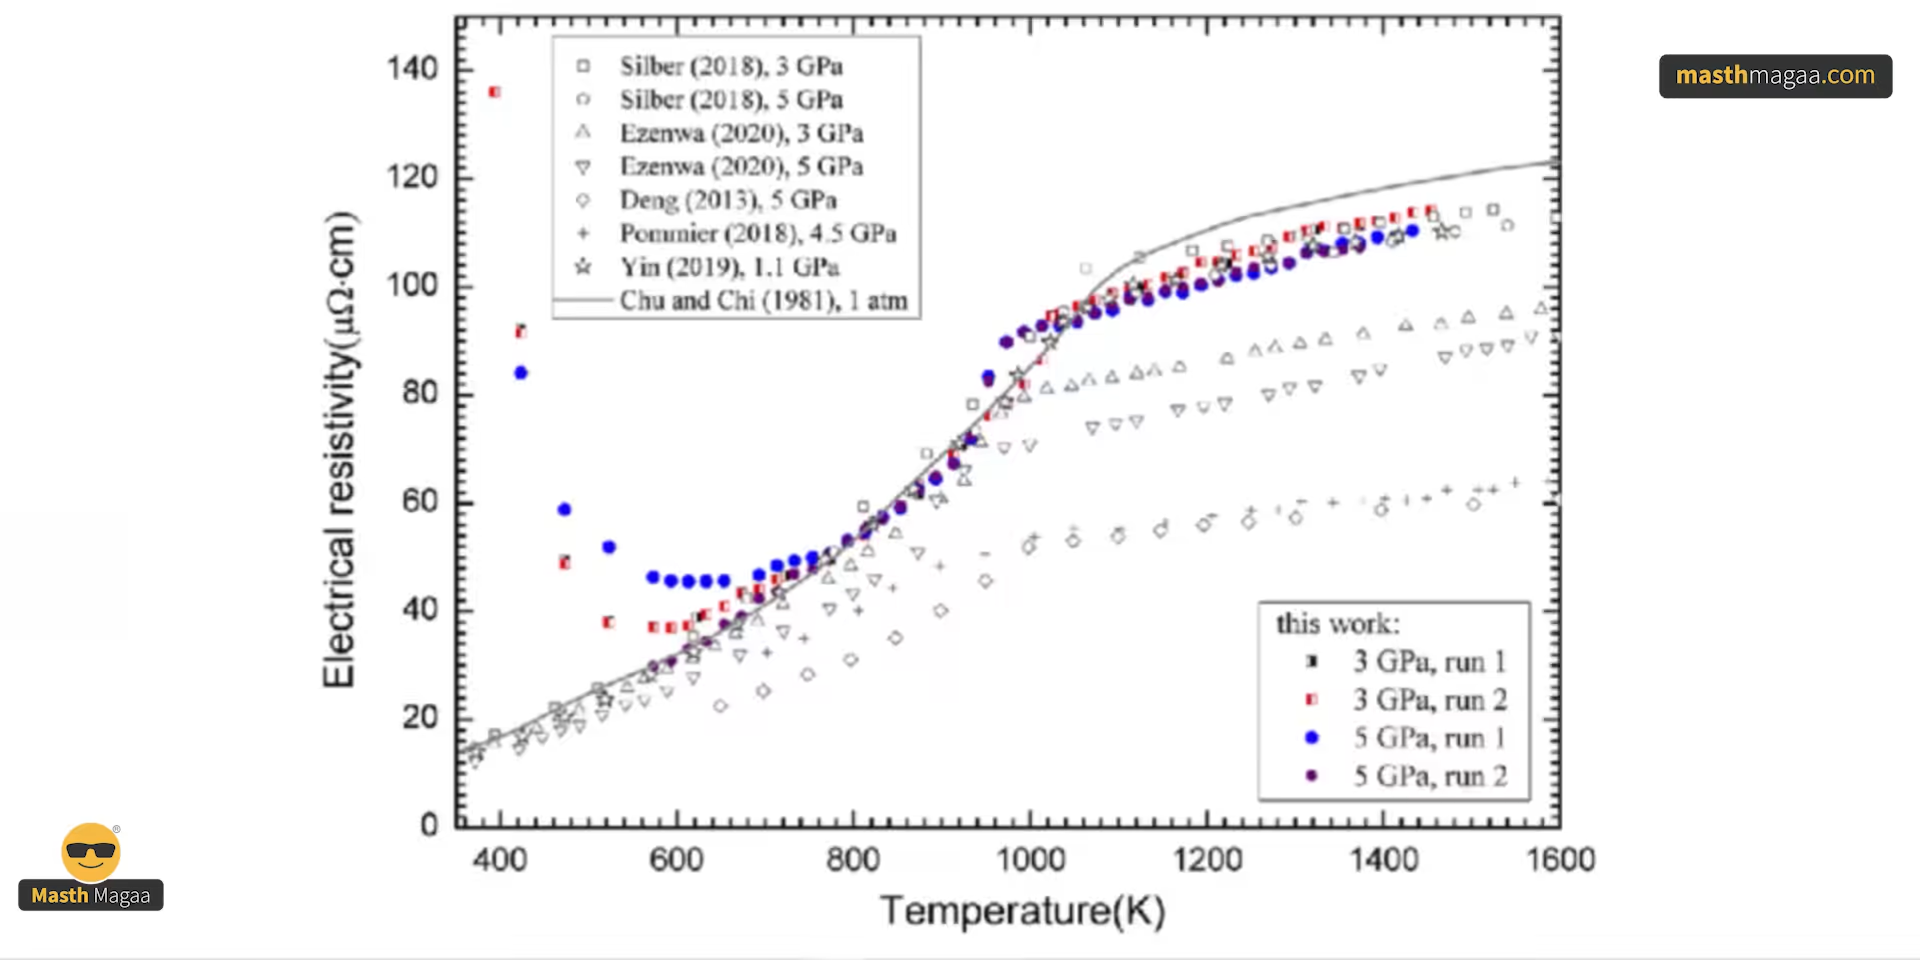 masthmagaa.com
140
120
100
80
60
40
20
0
Electrical resistivity(μΩ·cm)
Silber (2018), 3 GPa
Silber (2018), 5 GPa
Ezenwa (2020), 3 GPa
Ezenwa (2020), 5 GPa
Deng (2013), 5 GPa
Pommier (2018), 4.5 GPa
Yin (2019), 1.1 GPa
Chu and Chi (1981), 1 atm
this work:
3 GPa, run 1
3 GPa, run 2
5 GPa, run 1
5 GPa, run 2
400 600 800 1000 1200 1400 1600
Temperature(K)
®
Masth Magaa